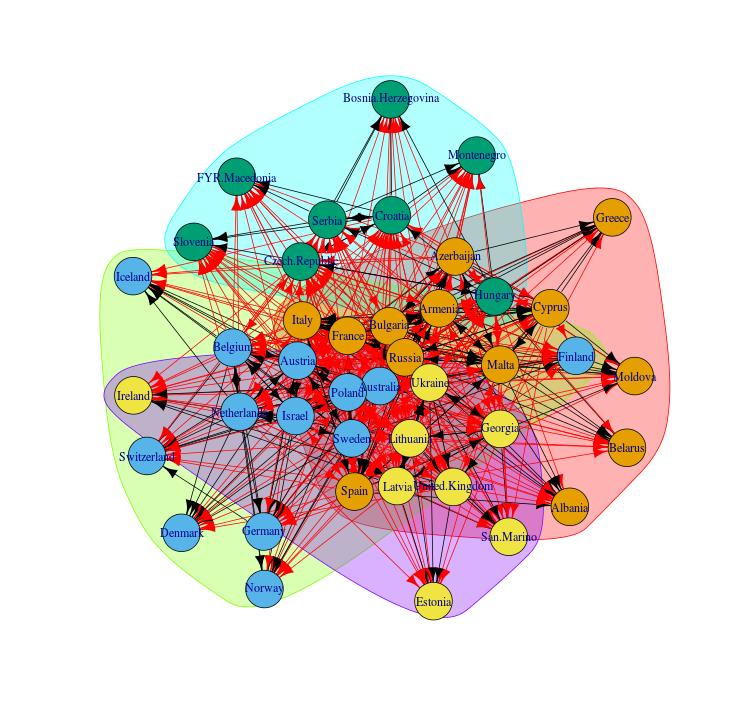 Bosnia.Herzegovina
Montenegro
FYR.Macedonia
Serbia
Croatia
Greece
Slovenia
Czech.Republic
Azerbaijan
Iceland
Hungary
Armenia
Cyprus
Italy
Bulgaria
France
Belgium
Austria
Russia
Finland
Malta
Moldova
Ukraine
Poland
Australia
Ireland
Netherlands
Israel
Georgia
Sweden
Lithuania
Belarus
Switzerland
Spain
Latvia
United.Kingdom
Albania
Denmark
Germany
San.Marino
Norway
Estonia